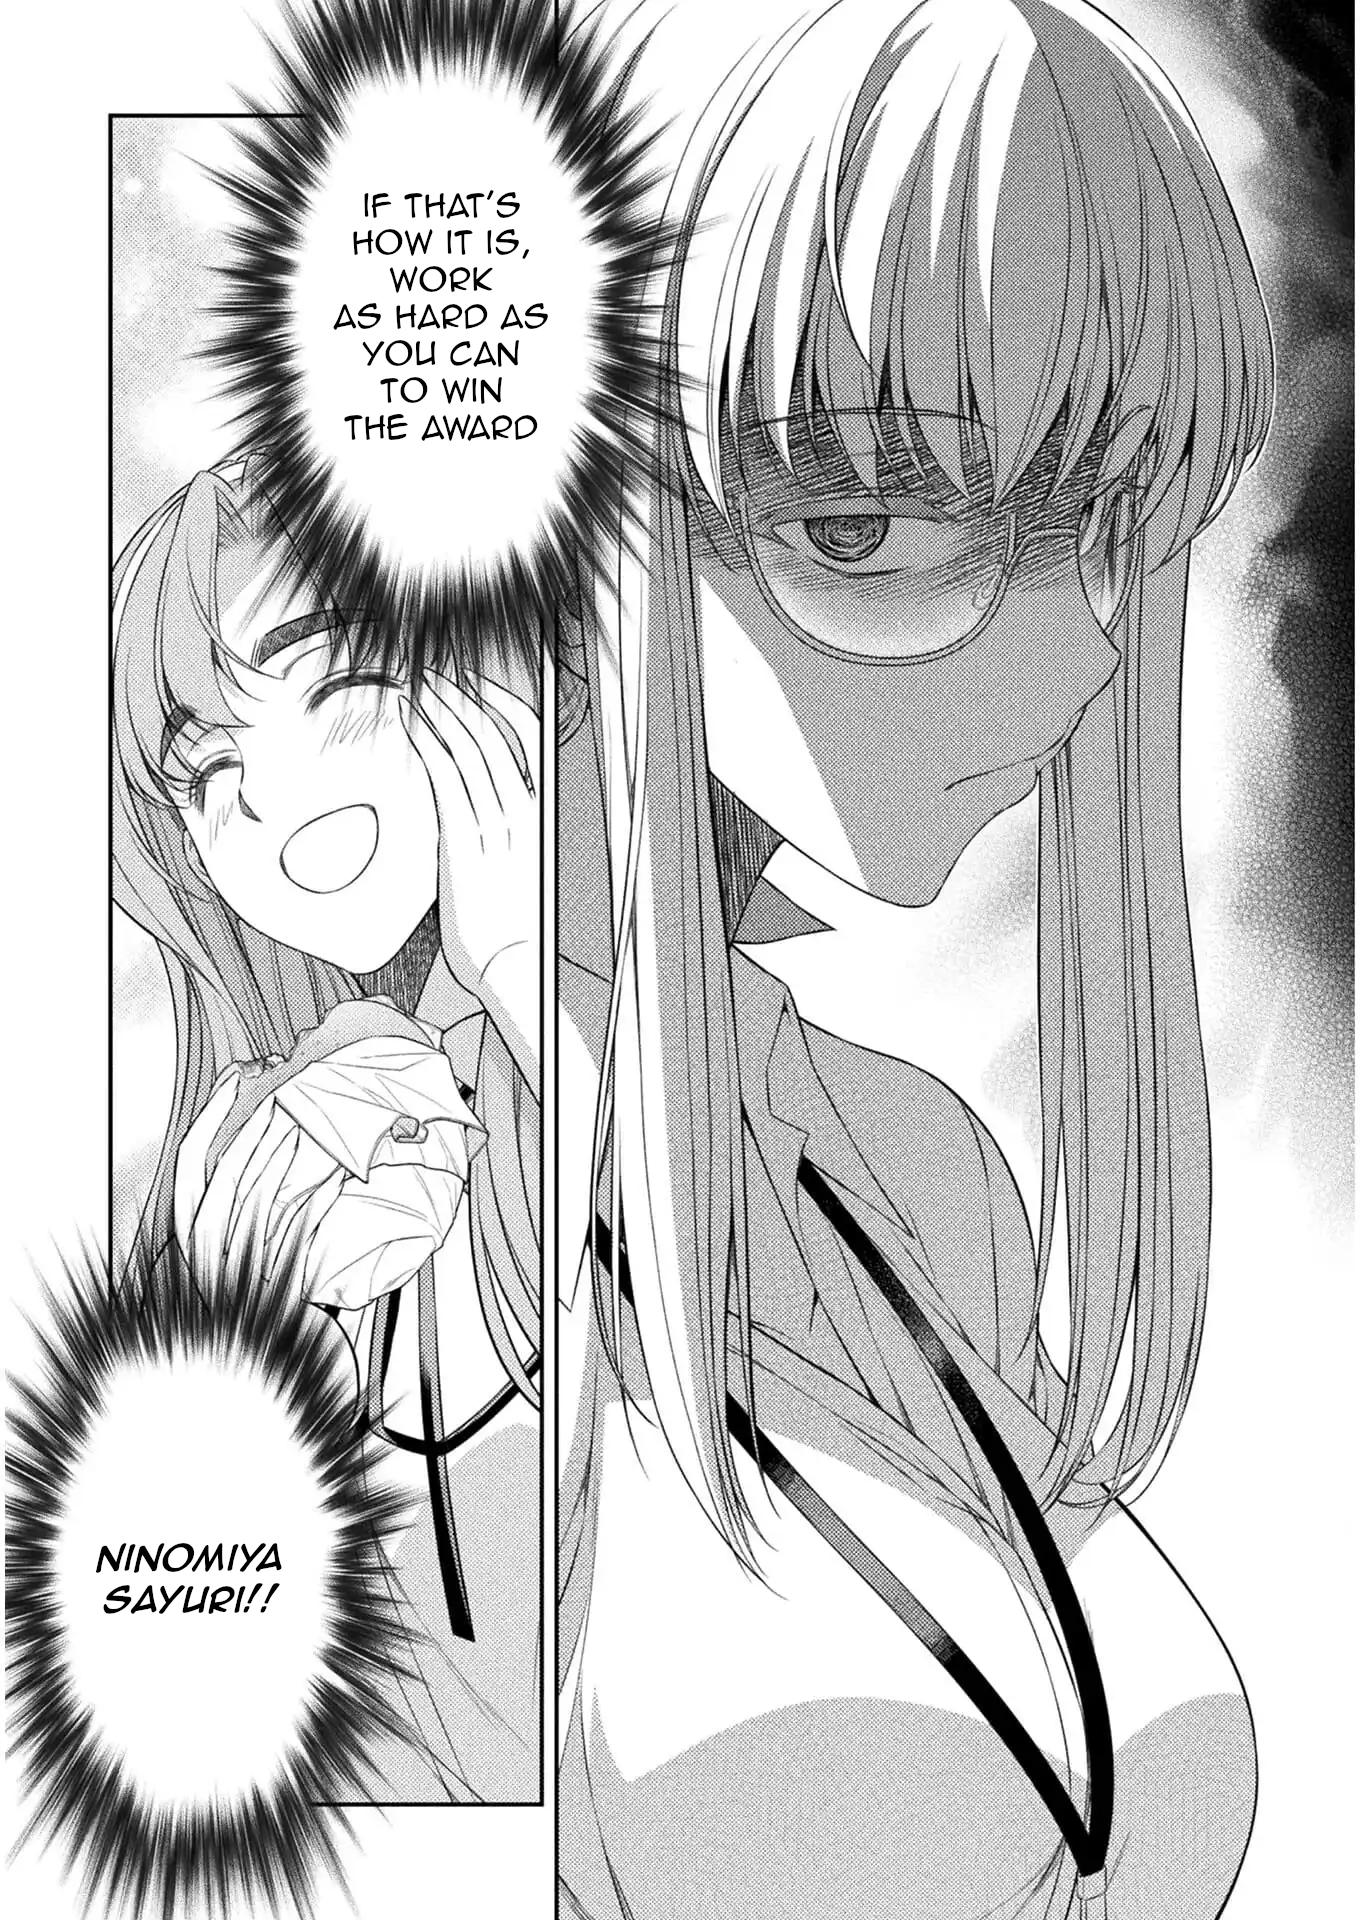 IF THAT'S
HOW IT IS,
WORK
AS HARD AS
YOU CAN
TO WIN
THE AWARD
NINOMIYA
SAYURI!!